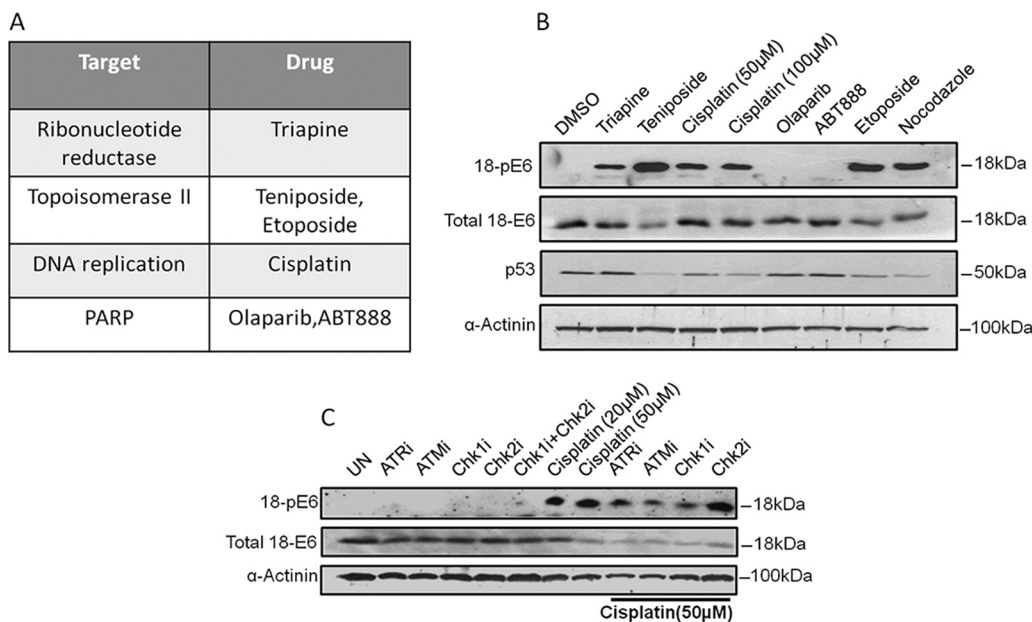 A
Target Drug
Ribonucleotide reductase Triapine
Topoisomerase II Teniposide, Etoposide
DNA replication Cisplatin
PARP Olaparib,ABT888
B
DMSO Triapine Teniposide Cisplatin (50µM) Cisplatin (100µM) Olaparib ABT888 Etoposide Nocodazole
18-pE6 18kDa
Total 18-E6 18kDa
p53 50kDa
α-Actinin 100kDa
C
UN ATRi ATMi Chk1i Chk2i Chk1i+Chk2i Cisplatin (20µM) Cisplatin (50µM) ATRi ATMi Chk1i Chk2i
18-pE6 18kDa
Total 18-E6 18kDa
α-Actinin 100kDa
Cisplatin(50µM)